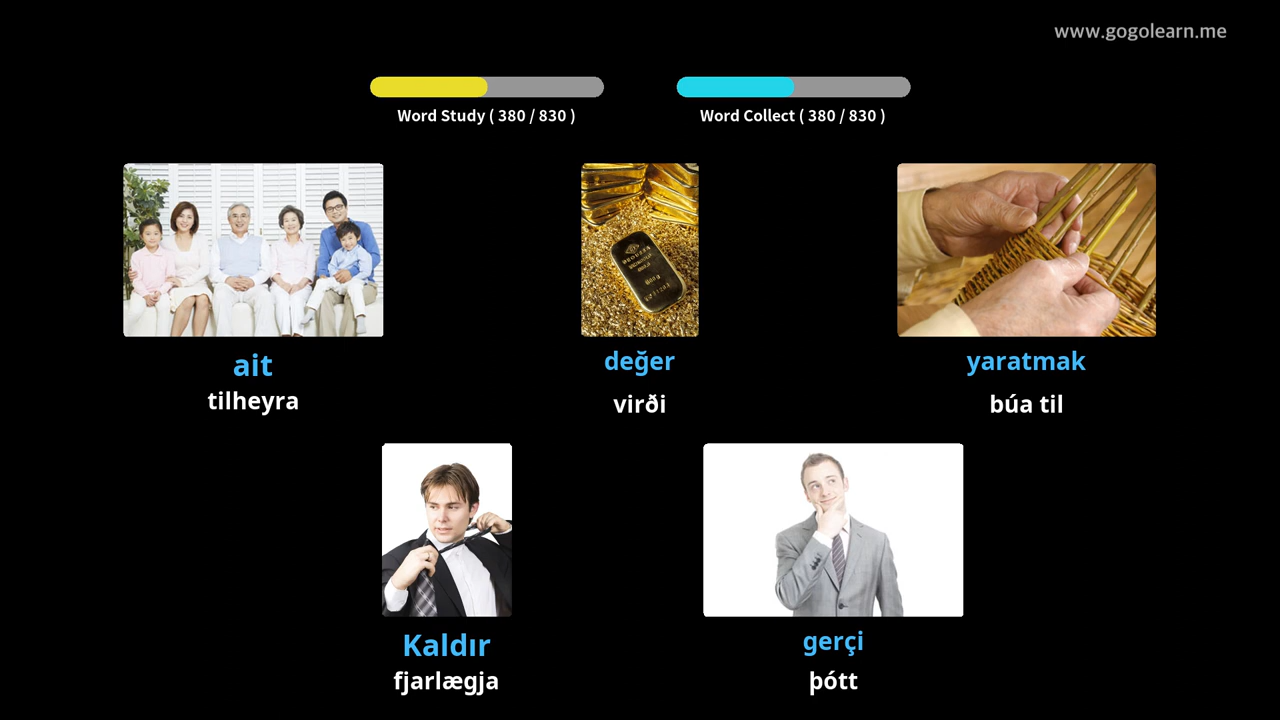 www.gogolearn.me
Word Study ( 380 / 830 )
Word Collect ( 380 / 830 )
ait
tilheyra
değer
virði
yaratmak
búa til
Kaldır
fjarlægja
gerçi
þótt